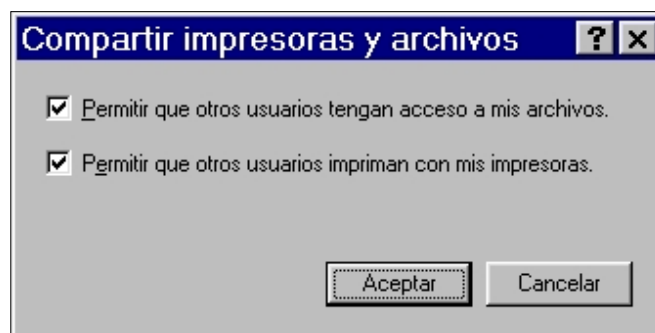 Compartir impresoras y archivos ? ×
Permitir que otros usuarios tengan acceso a mis archivos.
Permitir que otros usuarios impriman con mis impresoras.
Aceptar Cancelar